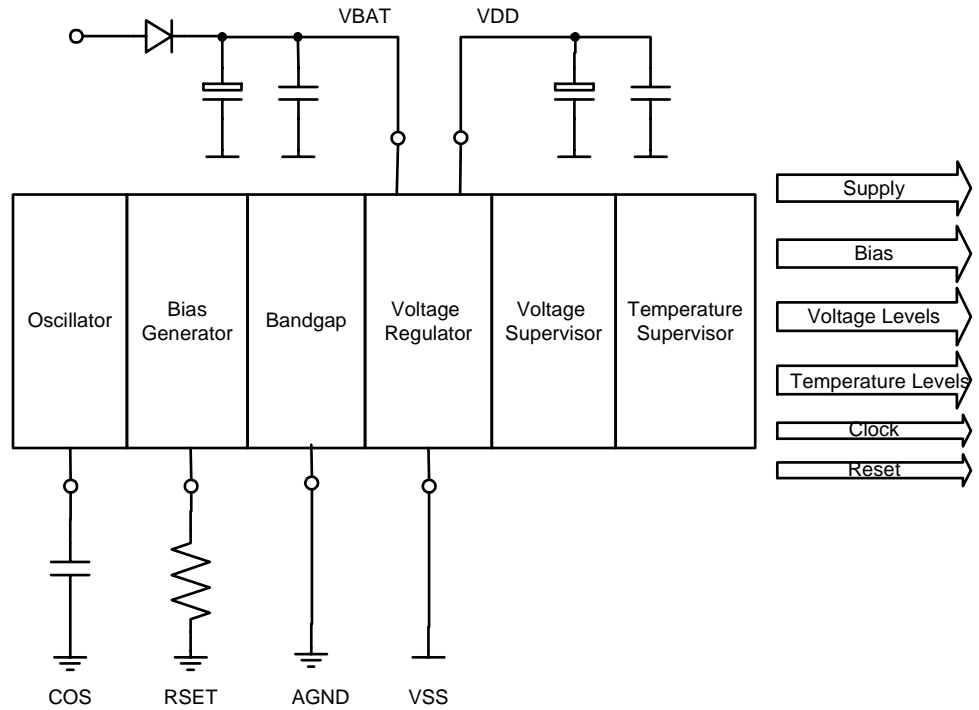 VBAT
VDD
Oscillator
Bias
Generator
Bandgap
Voltage
Regulator
Voltage
Supervisor
Temperature
Supervisor
Supply
Bias
Voltage Levels
Temperature Levels
Clock
Reset
COS
RSET
AGND
VSS